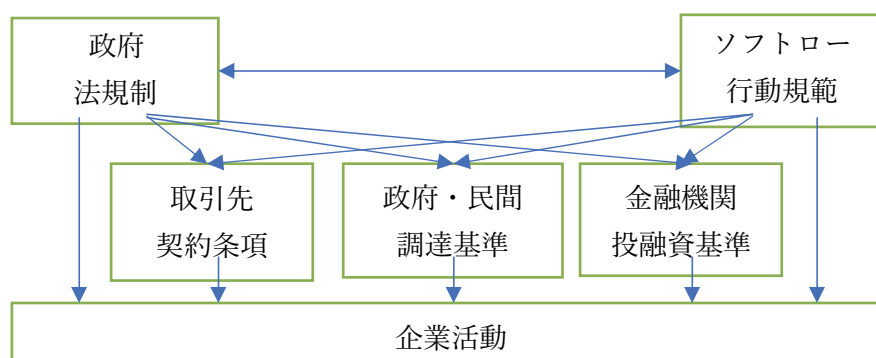 政府
法規制
ソフトロー
行動規範
取引先
契約条項
政府・民間
調達基準
金融機関
投融資基準
企業活動